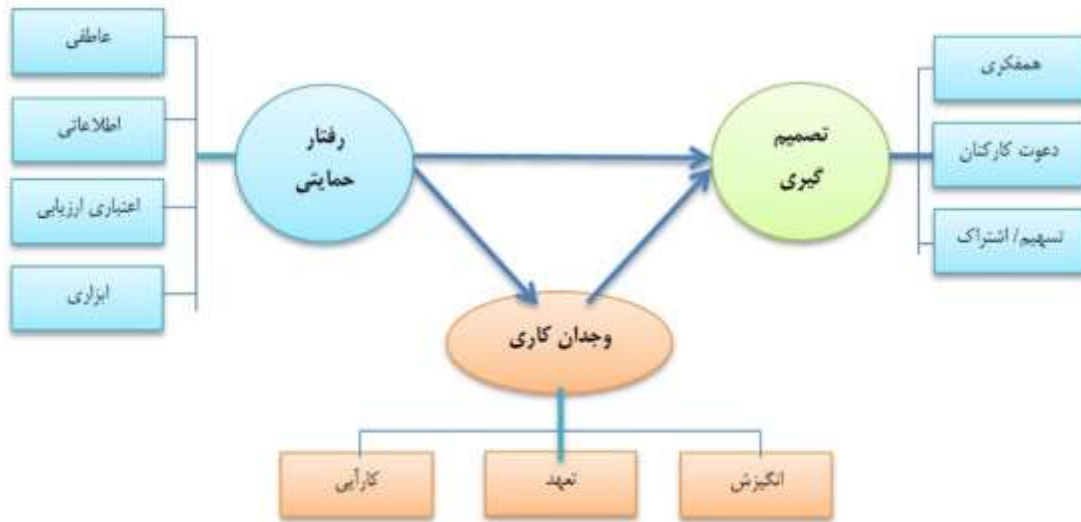 عاطفی
اطلاعاتی
اعتباری ارزیابی
ابزاری
رفتار
حمایتی
تصمیم
گیری
همفکری
دعوت کارکنان
تسهیم/ اشتراک
وجدان کاری
کارآیی
تعهد
انگیزش